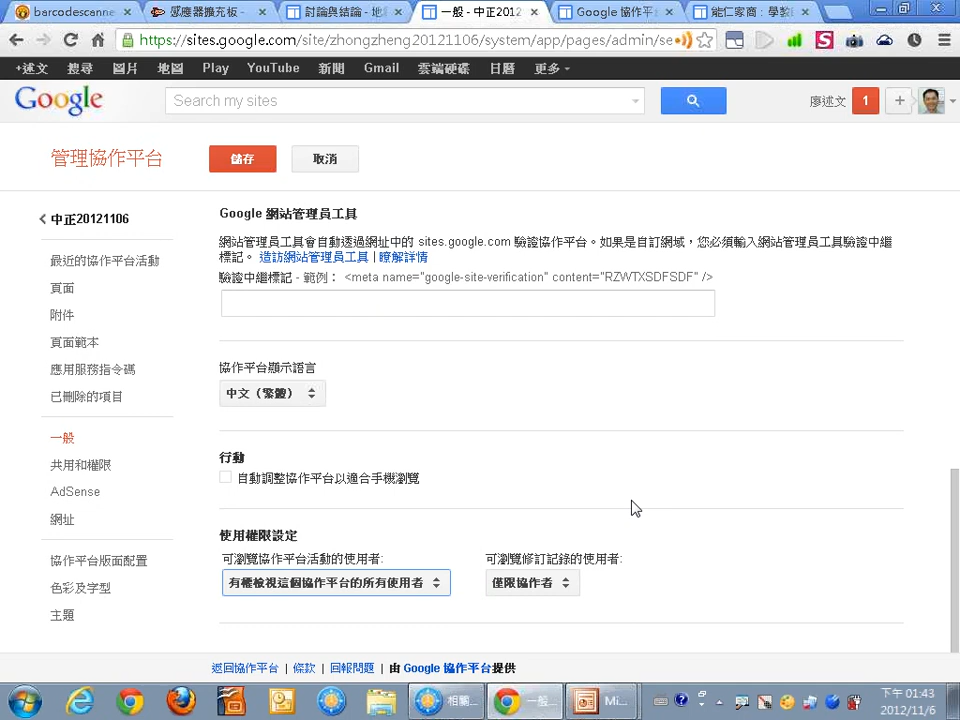 barcodescanne
感應器擴充板 -
討論與結論 - 地
一般 - 中正2012
Google 協作平
能仁家商：學教
https://sites.google.com/site/zhongzheng20121106/system/app/pages/admin/se
+述文 搜尋 圖片 地圖 Play YouTube 新聞 Gmail 雲端硬碟 日曆 更多
Google
Search my sites
廖述文 1
管理協作平台
儲存
取消
中正20121106
最近的協作平台活動
頁面
附件
頁面範本
應用服務指令碼
已刪除的項目
一般
共用和權限
AdSense
網址
協作平台版面配置
色彩及字型
主題
Google 網站管理員工具
網站管理員工具會自動透過網址中的 sites.google.com 驗證協作平台。如果是自訂網域，您必須輸入網站管理員工具驗證中繼
標記。 造訪網站管理員工具 | 瞭解詳情
驗證中繼標記 - 範例： <meta name="google-site-verification" content="RZWTXSDFSDF" />
協作平台顯示語言
中文（繁體）
行動
自動調整協作平台以適合手機瀏覽
使用權限設定
可瀏覽協作平台活動的使用者:
有權檢視這個協作平台的所有使用者
可瀏覽修訂記錄的使用者:
僅限協作者
返回協作平台 | 條款 | 回報問題 | 由 Google 協作平台提供
相關...
一般...
Mi...
下午 01:43
2012/11/6